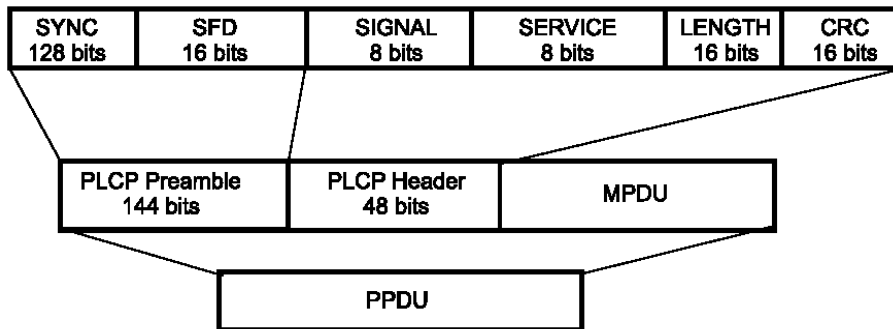 SYNC
128 bits
SFD
16 bits
SIGNAL
8 bits
SERVICE
8 bits
LENGTH
16 bits
CRC
16 bits
PLCP Preamble
144 bits
PLCP Header
48 bits
MPDU
PPDU